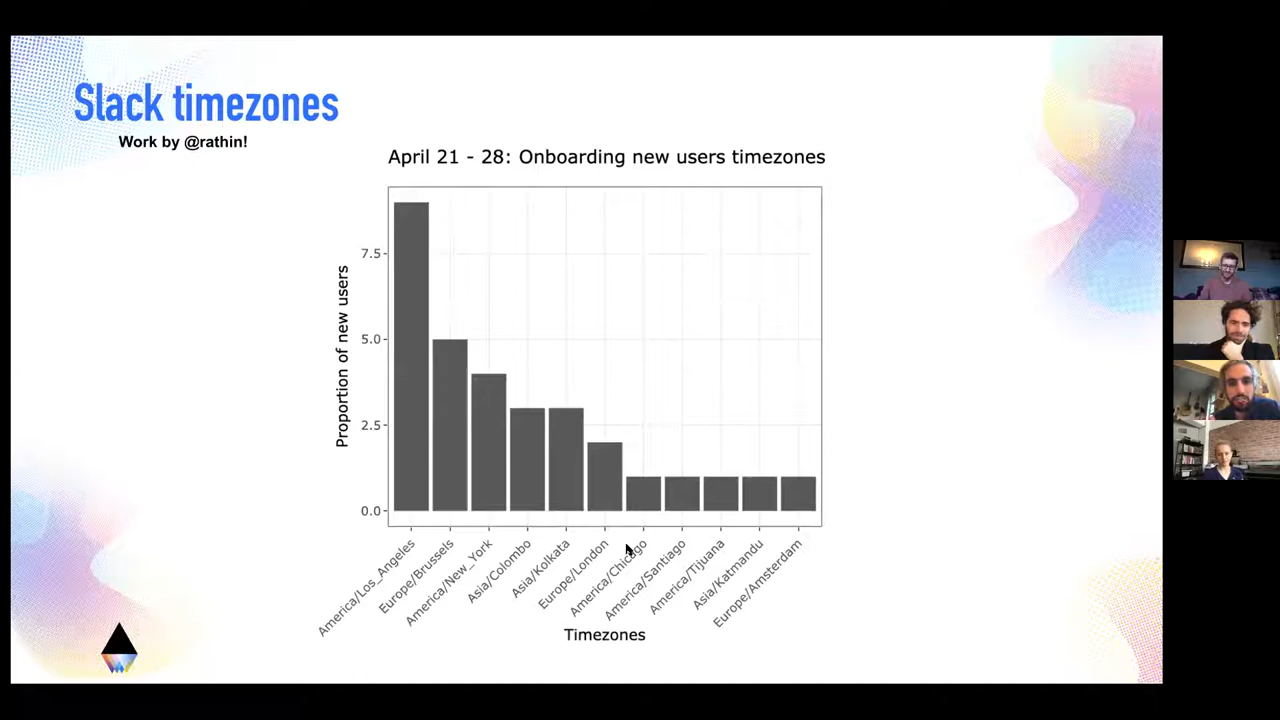 Slack timezones
Work by @rathin!
April 21 - 28: Onboarding new users timezones
Proportion of new users
7.5
5.0
2.5
0.0
America/Los_Angeles
Europe/Brussels
America/New_York
Asia/Colombo
Asia/Kolkata
Europe/London
America/Chicago
America/Santiago
America/Tijuana
Asia/Katmandu
Europe/Amsterdam
Timezones